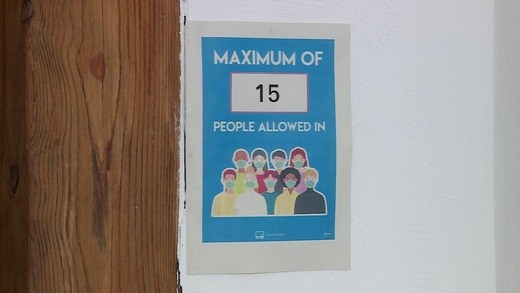 MAXIMUM OF
15
PEOPLE ALLOWED IN